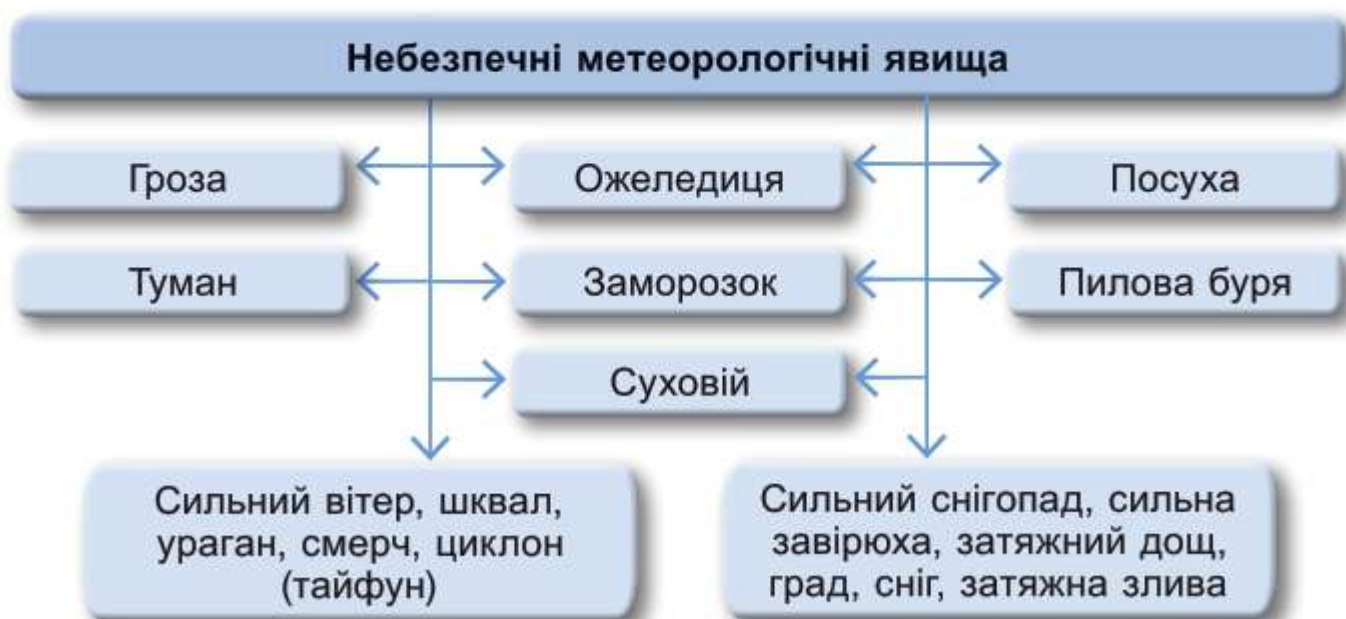 Небезпечні метеорологічні явища
Гроза
Ожеледиця
Посуха
Туман
Заморозок
Пилова буря
Суховій
Сильний вітер, шквал,
ураган, смерч, циклон
(тайфун)
Сильний снігопад, сильна
завірюха, затяжний дощ,
град, сніг, затяжна злива